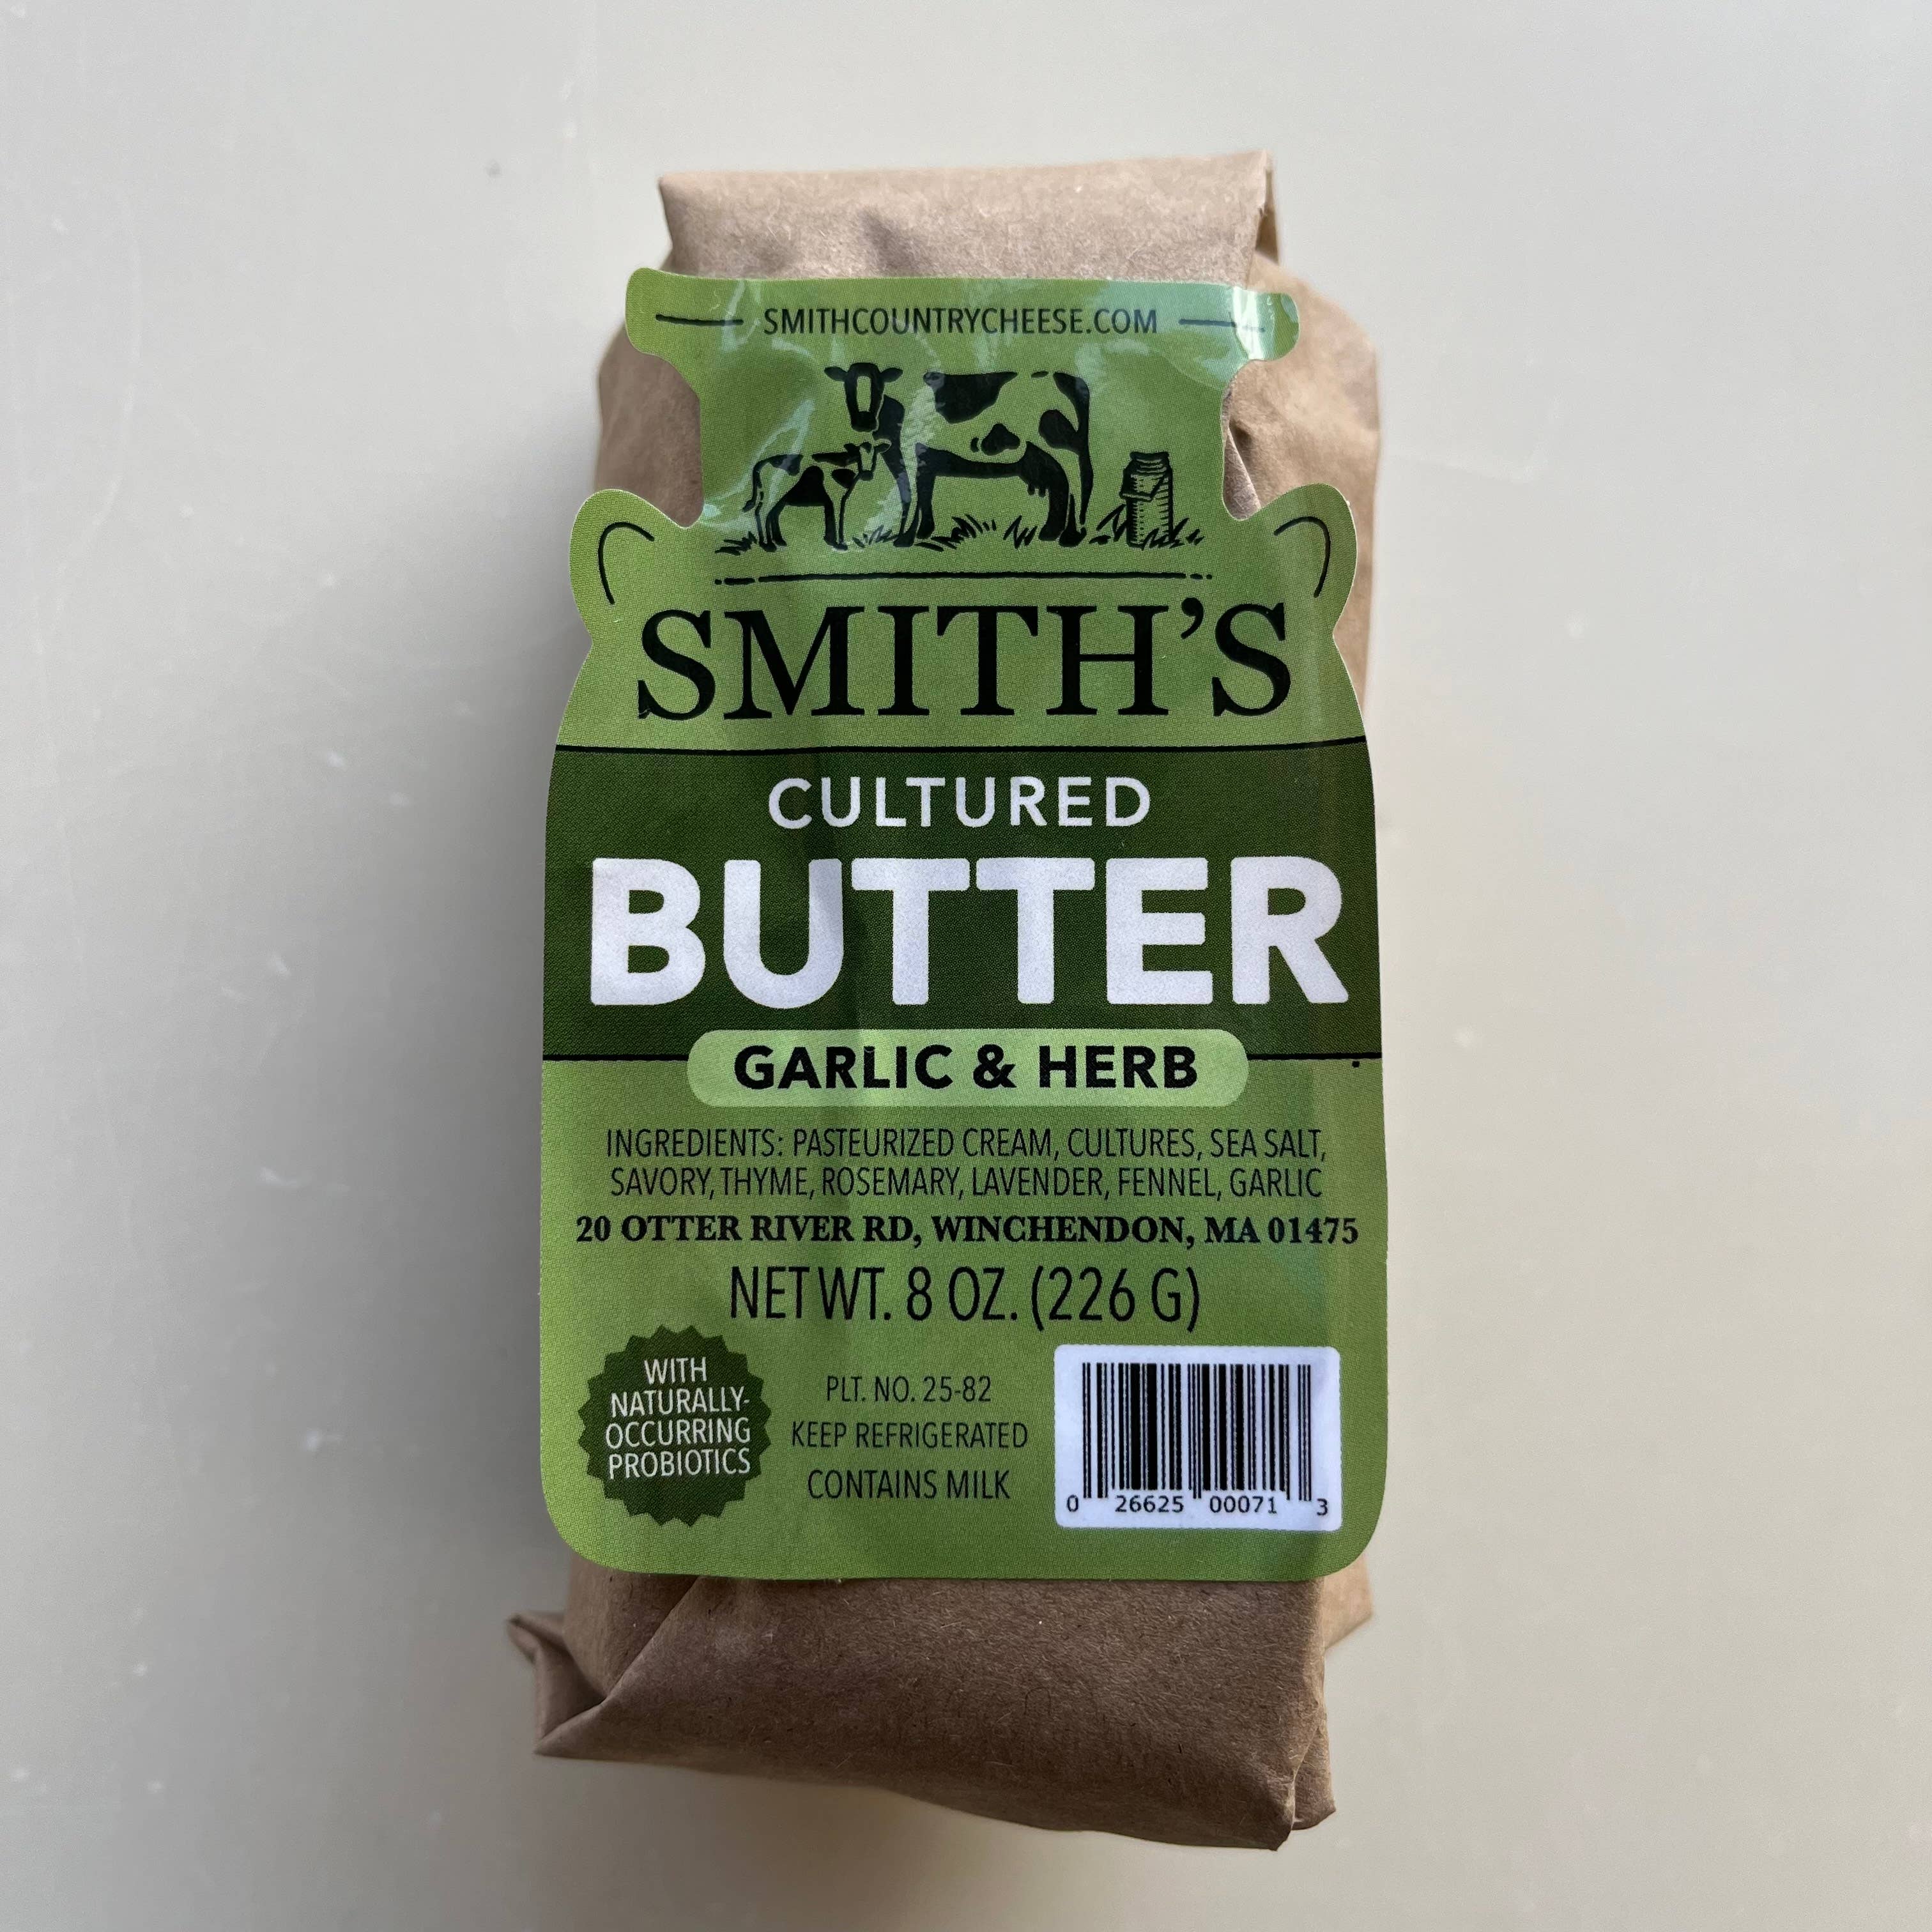 SMITHCOUNTRYCHEESE.COM
SMITH'S
CULTURED
BUTTER
GARLIC & HERB
INGREDIENTS: PASTEURIZED CREAM, CULTURES, SEA SALT,
SAVORY, THYME, ROSEMARY, LAVENDER, FENNEL, GARLIC
20 OTTER RIVER RD, WINCHENDON, MA 01475
NET WT. 8 OZ. (226 G)
WITH
NATURALLY-
OCCURRING
PROBIOTICS
PLT. NO. 25-82
KEEP REFRIGERATED
CONTAINS MILK
0 26625 00071 3